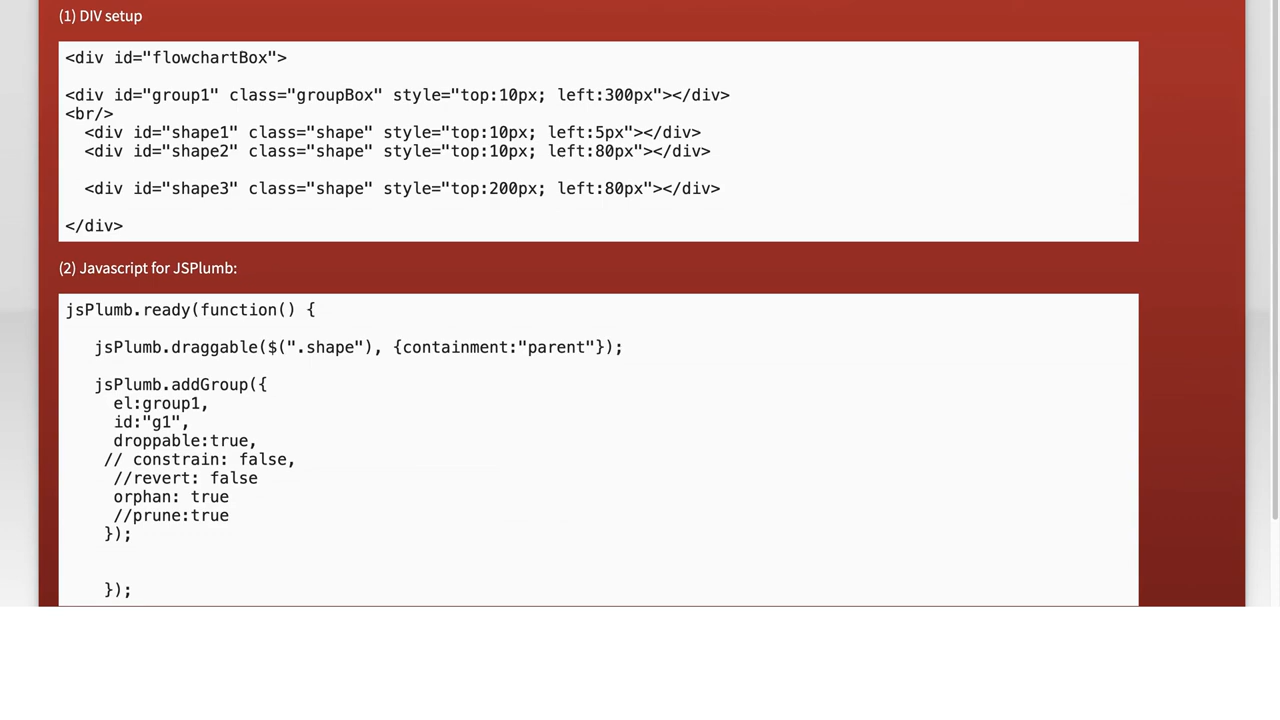 (1) DIV setup
<div id="flowchartBox">
<div id="group1" class="groupBox" style="top:10px; left:300px"></div>
<br/>
<div id="shape1" class="shape" style="top:10px; left:5px"></div>
<div id="shape2" class="shape" style="top:10px; left:80px"></div>
<div id="shape3" class="shape" style="top:200px; left:80px"></div>
</div>
(2) Javascript for JSPlumb:
jsPlumb.ready(function() {
jsPlumb.draggable($(".shape"), {containment:"parent"});
jsPlumb.addGroup({
el:group1,
id:"g1",
droppable:true,
// constrain: false,
//revert: false
orphan: true
//prune:true
});
});